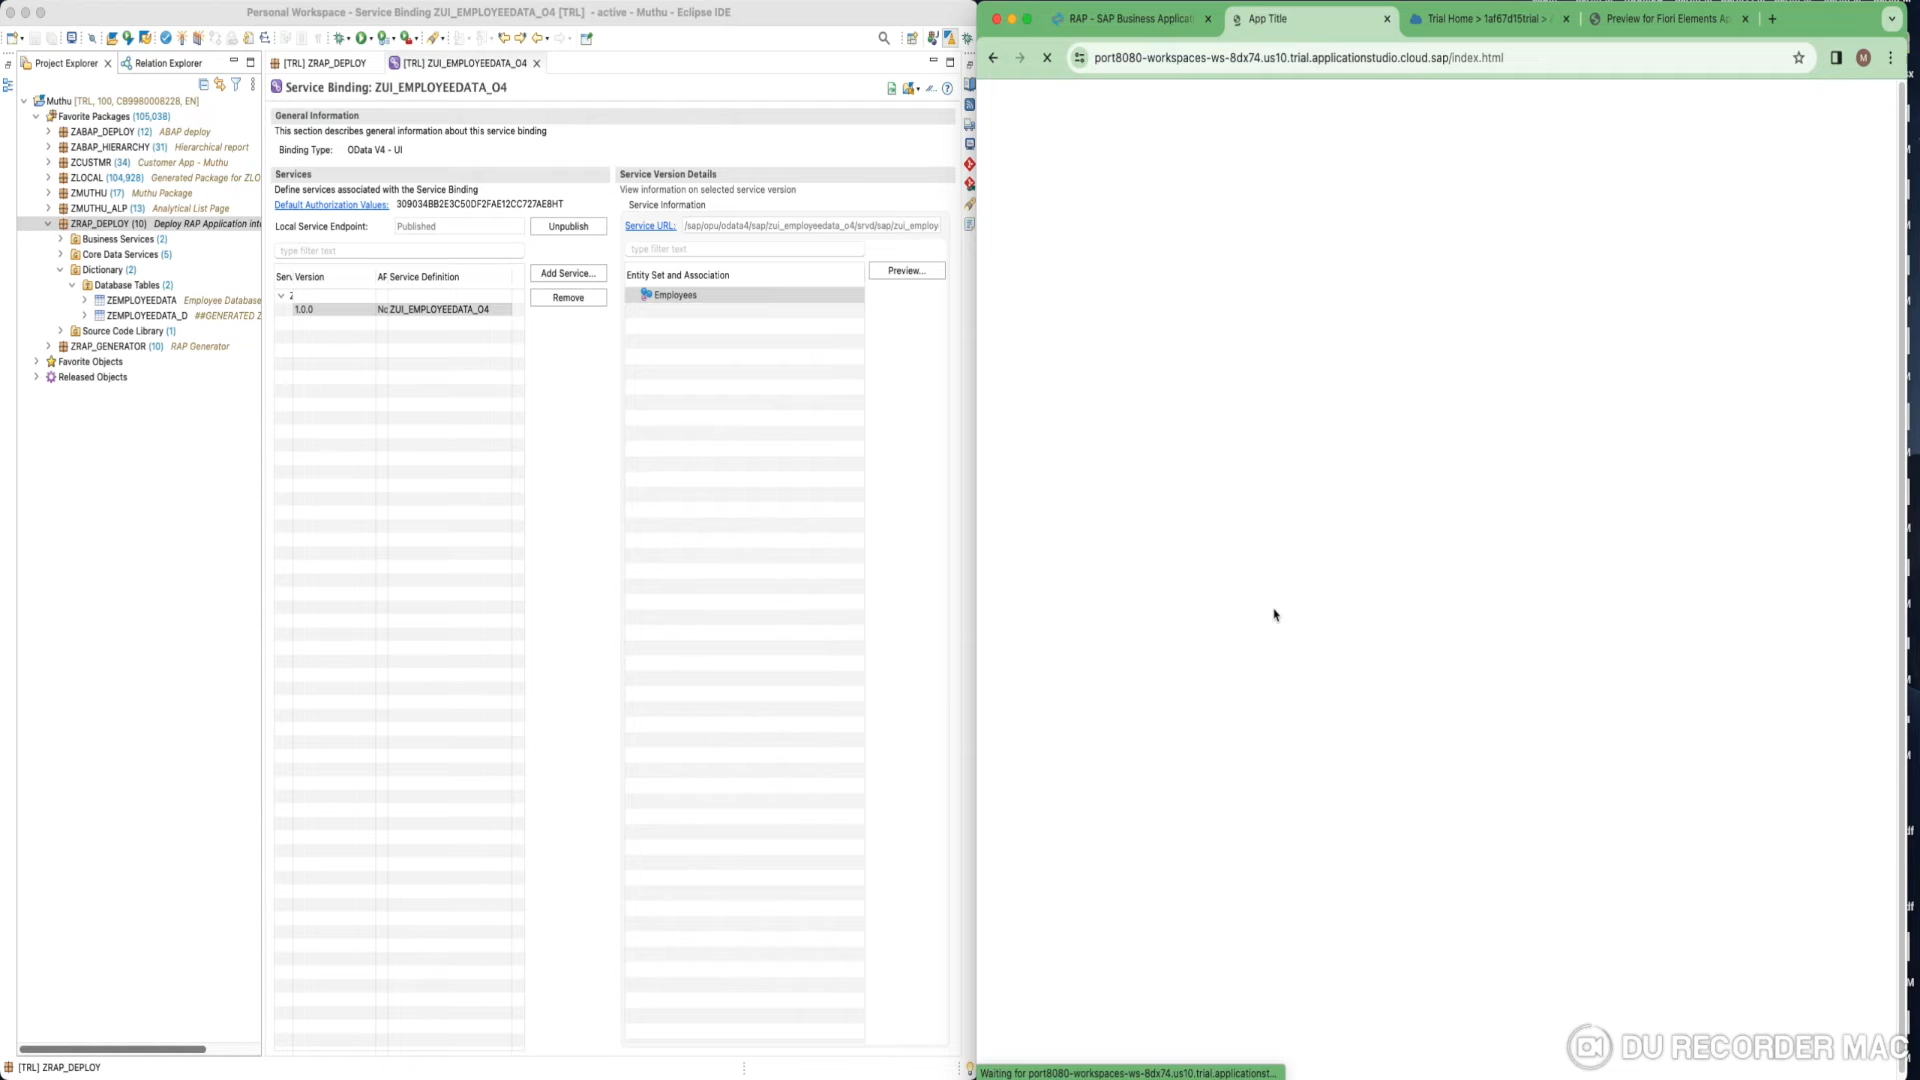 Personal Workspace - Service Binding ZUI_EMPLOYEEDATA_O4 [TRL] - active - Muthu - Eclipse IDE
Project Explorer
Relation Explorer
[TRL] ZRAP_DEPLOY
[TRL] ZUI_EMPLOYEEDATA_O4
Service Binding: ZUI_EMPLOYEEDATA_O4
Muthu [TRL, 100, CB9980008228, EN]
Favorite Packages (105,038)
ZABAP_DEPLOY (12) ABAP deploy
ZABAP_HIERARCHY (31) Hierarchical report
ZCUSTMR (34) Customer App - Muthu
ZLOCAL (104,928) Generated Package for ZLO
ZMUTHU (17) Muthu Package
ZMUTHU_ALP (13) Analytical List Page
ZRAP_DEPLOY (10) Deploy RAP Application into
Business Services (2)
Core Data Services (5)
Dictionary (2)
Database Tables (2)
ZEMPLOYEEDATA Employee Database
ZEMPLOYEEDATA_D ##GENERATED Z
Source Code Library (1)
ZRAP_GENERATOR (10) RAP Generator
Favorite Objects
Released Objects
General Information
This section describes general information about this service binding
Binding Type: OData V4 - UI
Services
Define services associated with the Service Binding
Default Authorization Values: 309034BB2E3C50DF2FAE12CC727AE8HT
Local Service Endpoint: Published
Unpublish
type filter text
Version
Service Definition
Add Service...
Remove
1.0.0
ZUI_EMPLOYEEDATA_O4
Service Version Details
View information on selected service version
Service Information
Service URL: /sap/opu/odata4/sap/zui_employeedata_o4/srvd/sap/zui_employ
type filter text
Entity Set and Association
Preview...
Employees
[TRL] ZRAP_DEPLOY
RAP - SAP Business Applicati
App Title
Trial Home > 1af67d15trial >
Preview for Fiori Elements Ap
port8080-workspaces-ws-8dx74.us10.trial.applicationstudio.cloud.sap/index.html
M
Waiting for port8080-workspaces-ws-8dx74.us10.trial.applicationst...
DU RECORDER MAC